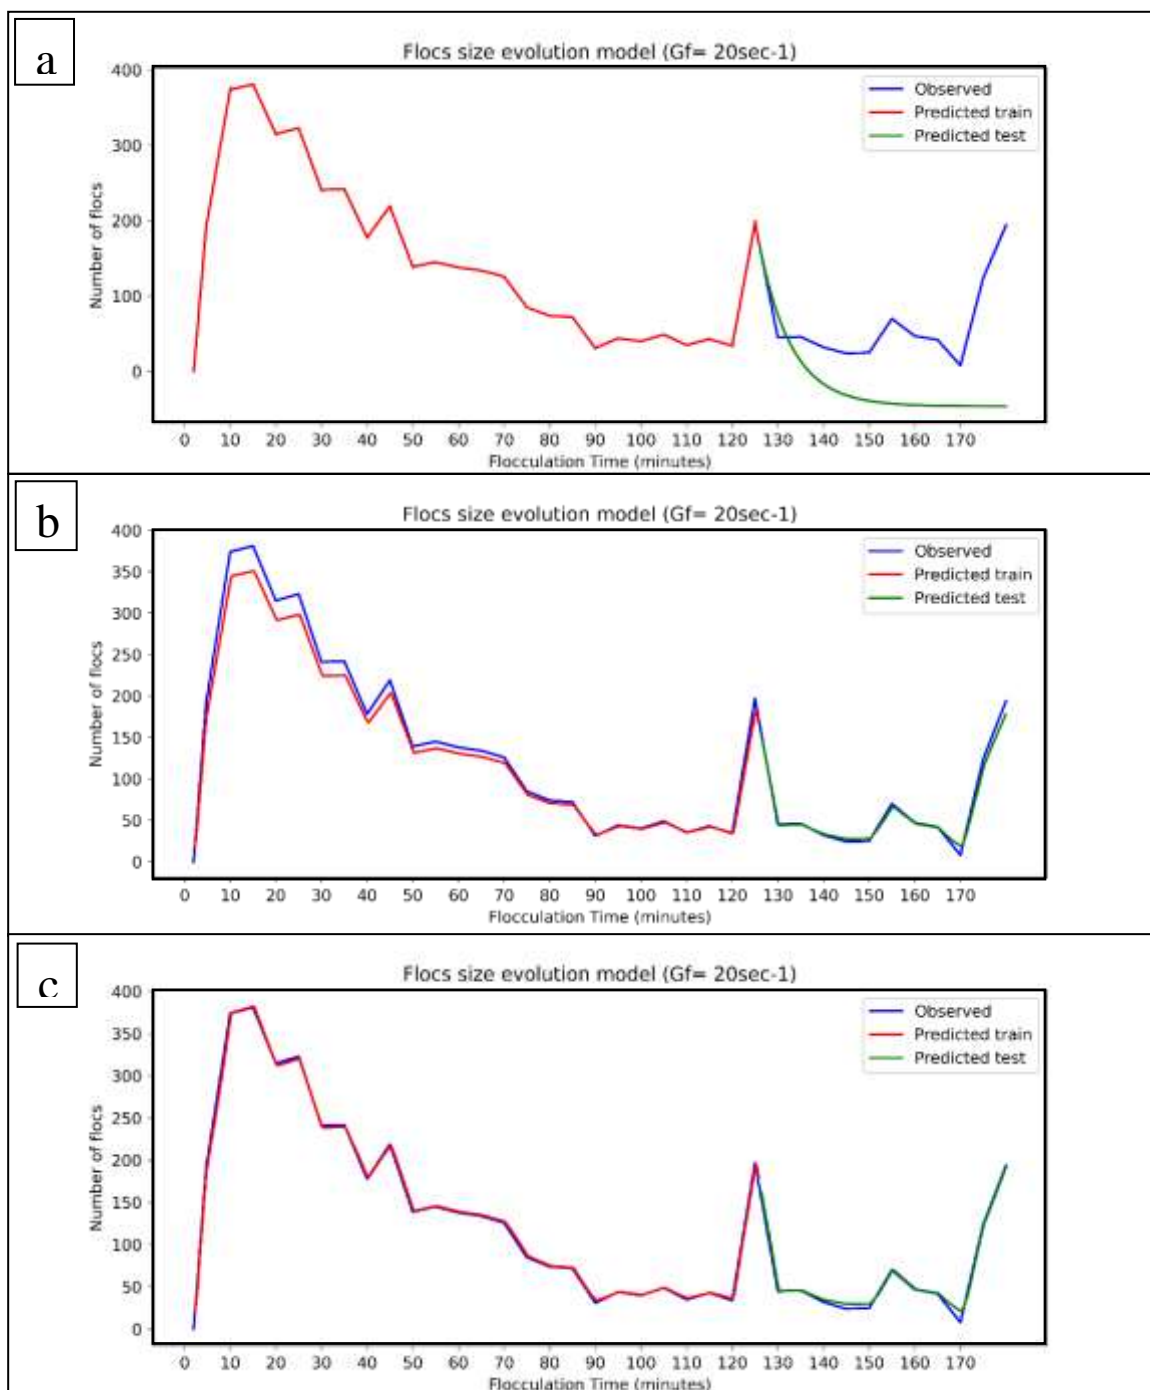 a
Flocs size evolution model (Gf= 20sec-1)
400
300
200
100
0
Number of flocs
Observed
Predicted train
Predicted test
0 10 20 30 40 50 60 70 80 90 100 110 120 130 140 150 160 170
Flocculation Time (minutes)
b
Flocs size evolution model (Gf= 20sec-1)
400
350
300
250
200
150
100
50
0
Number of flocs
Observed
Predicted train
Predicted test
0 10 20 30 40 50 60 70 80 90 100 110 120 130 140 150 160 170
Flocculation Time (minutes)
c
Flocs size evolution model (Gf= 20sec-1)
400
350
300
250
200
150
100
50
0
Number of flocs
Observed
Predicted train
Predicted test
0 10 20 30 40 50 60 70 80 90 100 110 120 130 140 150 160 170
Flocculation Time (minutes)